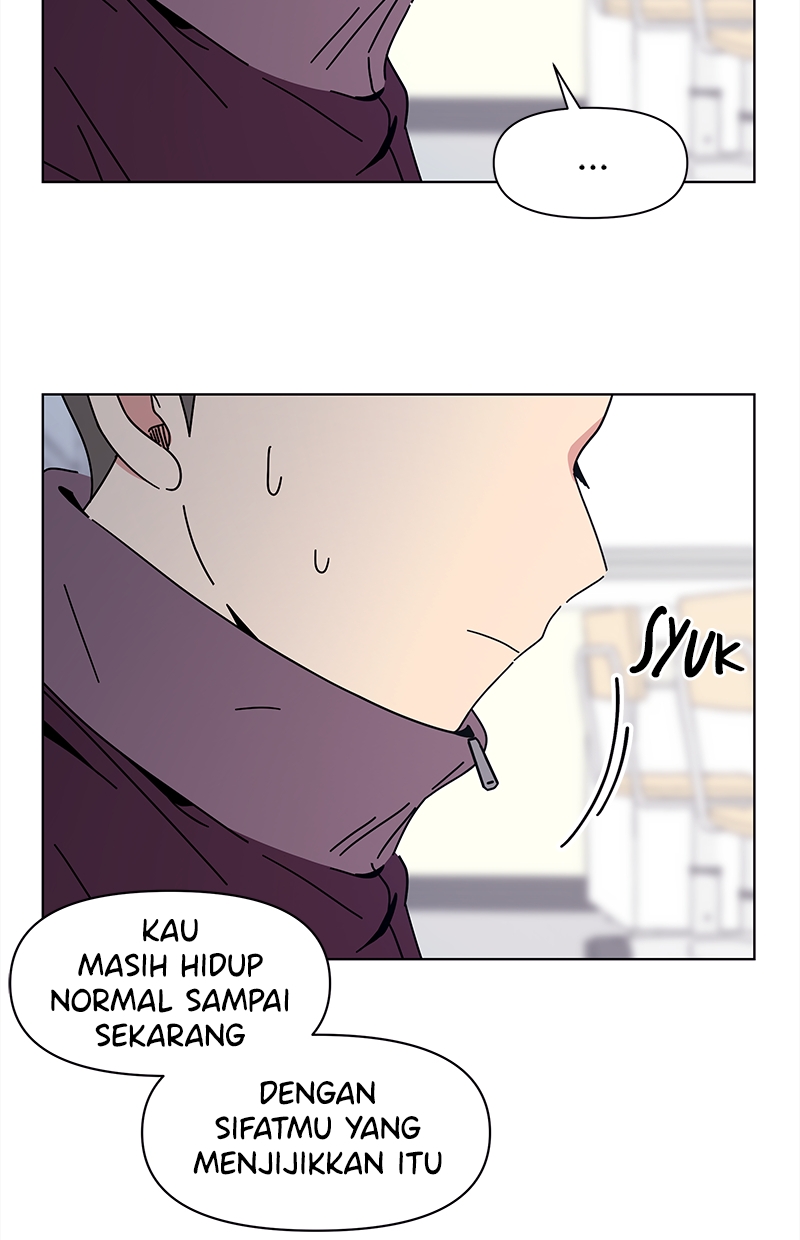 ...
SYUK
KAU
MASIH HIDUP
NORMAL SAMPAI
SEKARANG
DENGAN
SIFATMU YANG
MENJIJIKKAN ITU